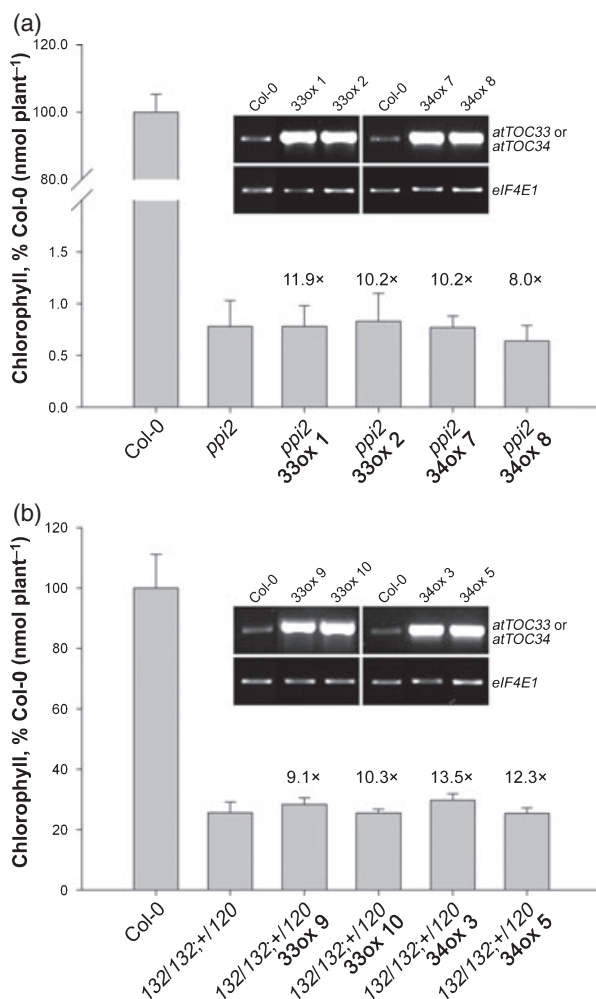 (a)
Chlorophyll, % Col-0 (nmol plant⁻¹)
120.0
100.0
80.0
1.5
1.0
0.5
0.0
Col-0 33ox 1 33ox 2 Col-0 34ox 7 34ox 8
atTOC33 or
atTOC34
eIF4E1
11.9× 10.2× 10.2× 8.0×
Col-0
ppi2
ppi2
33ox 1
ppi2
33ox 2
ppi2
34ox 7
ppi2
34ox 8
(b)
Chlorophyll, % Col-0 (nmol plant⁻¹)
120
100
80
60
40
20
0
Col-0 33ox 9 33ox 10 Col-0 34ox 3 34ox 5
atTOC33 or
atTOC34
eIF4E1
9.1× 10.3× 13.5× 12.3×
Col-0
132/132;+/120
132/132;+/120
33ox 9
132/132;+/120
33ox 10
132/132;+/120
34ox 3
132/132;+/120
34ox 5